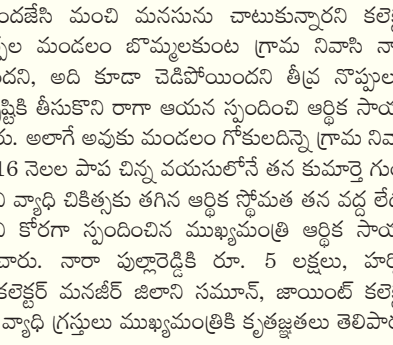 ందజేసి మంచి మనసును చాటుకున్నారని కలె
్పల మండలం బొమ్మలకుంట గ్రామ నివాసి నా
ందని, అది కూడా చెడిపోయిందని తీవ్ర నొప్పుల
ష్టికి తీసుకొని రాగా ఆయన స్పందించి ఆర్థిక సాయ
రు. అలాగే అవుకు మండలం గోకులదిన్నె గ్రామ నివా
16 నెలల పాప చిన్న వయసులోనే తన కుమార్తె గు
ని వ్యాధి చికిత్సకు తగిన ఆర్థిక స్థోమత తన వద్ద లే
ని కోరగా స్పందించిన ముఖ్యమంత్రి ఆర్థిక సాయ
చారు. నారా పుల్లారెడ్డికి రూ. 5 లక్షలు, హర్
కలెక్టర్ మనజీర్ జిలాని సమూన్, జాయింట్ కలె
వ్యాధి గ్రస్తులు ముఖ్యమంత్రికి కృతజ్ఞతలు తెలిపార